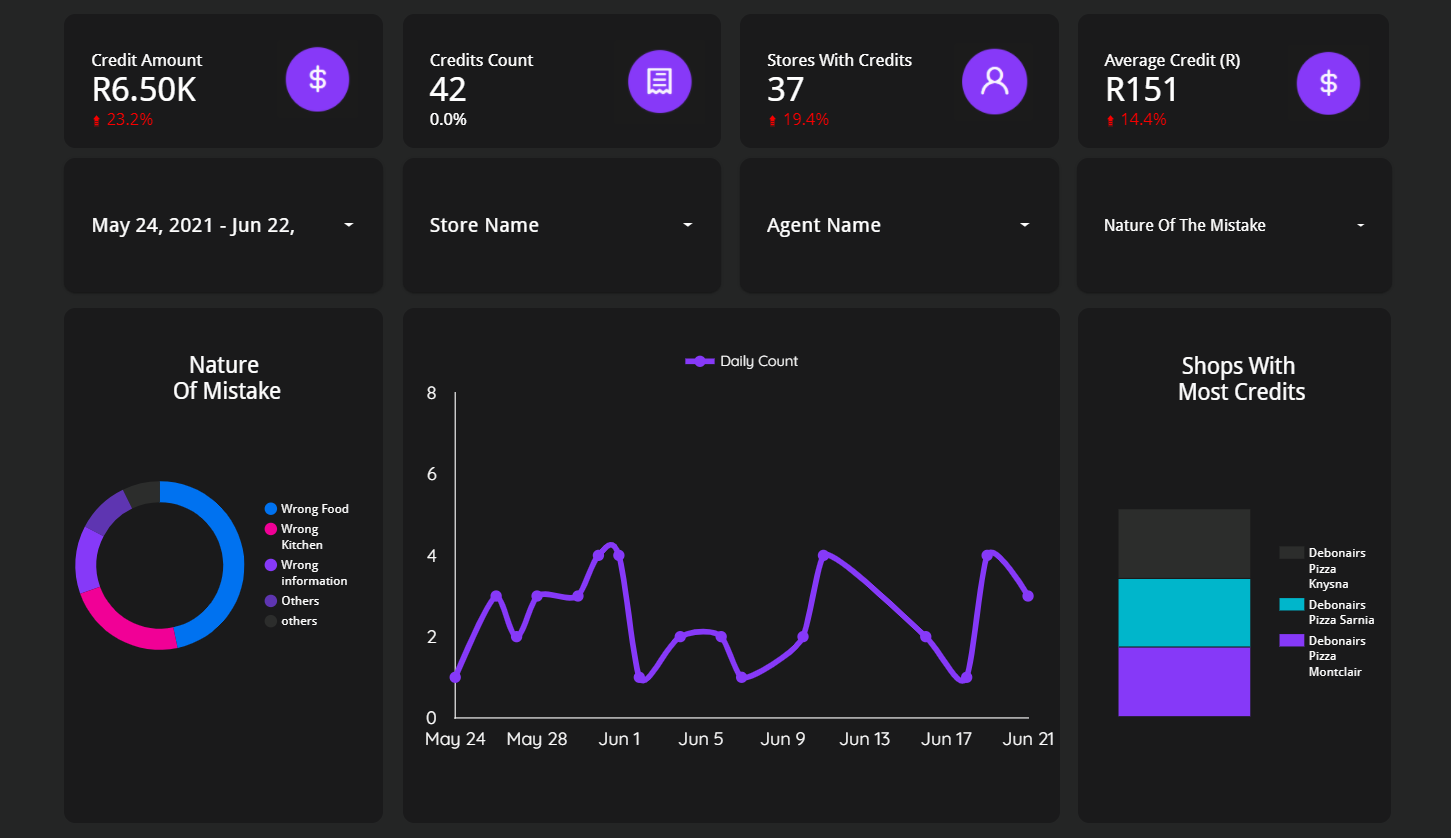 Credit Amount
R6.50K
23.2%
$
Credits Count
42
0.0%
Stores With Credits
37
19.4%
Average Credit (R)
R151
14.4%
$
May 24, 2021 - Jun 22,
Store Name
Agent Name
Nature Of The Mistake
Nature
Of Mistake
Wrong Food
Wrong
Kitchen
Wrong
information
Others
others
Daily Count
8
6
4
2
0
May 24
May 28
Jun 1
Jun 5
Jun 9
Jun 13
Jun 17
Jun 21
Shops With
Most Credits
Debonairs
Pizza
Knysna
Debonairs
Pizza Sarnia
Debonairs
Pizza
Montclair